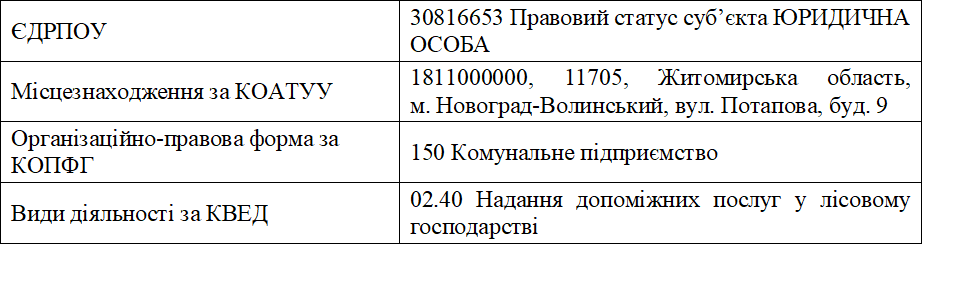 ЄДРПОУ
30816653 Правовий статус суб’єкта ЮРИДИЧНА
ОСОБА
Місцезнаходження за КОАТУУ
1811000000, 11705, Житомирська область,
м. Новоград-Волинський, вул. Потапова, буд. 9
Організаційно-правова форма за
КОПФГ
150 Комунальне підприємство
Види діяльності за КВЕД
02.40 Надання допоміжних послуг у лісовому
господарстві